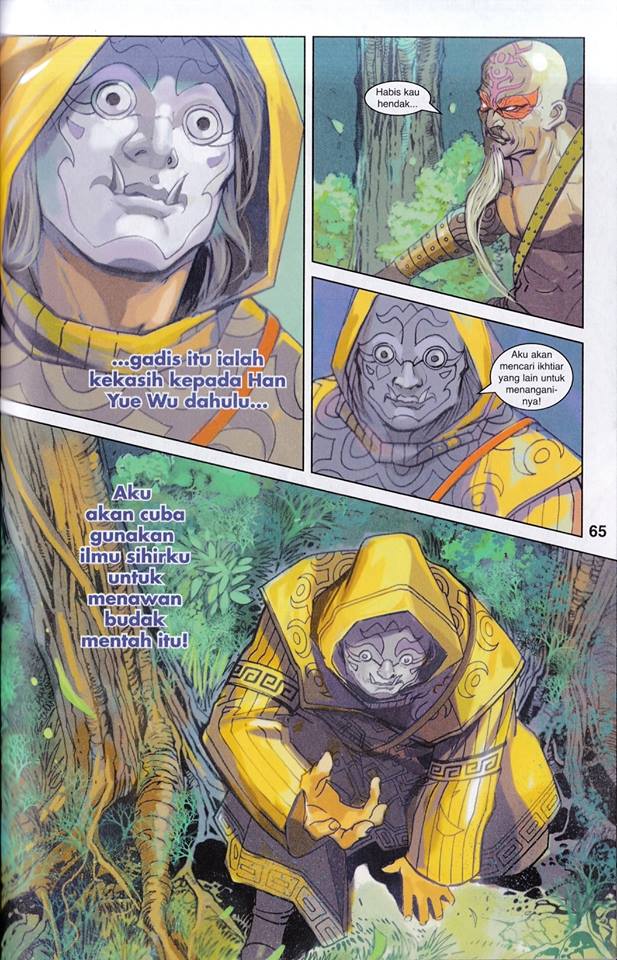 ...gadis itu ialah
kekasih kepada Han
Yue Wu dahulu...
Habis kau
hendak...
Aku akan
mencari ikhtiar
yang lain untuk
menangani-
nya!
65
Aku
akan cuba
gunakan
ilmu sihirku
untuk
menawan
budak
mentah itu!